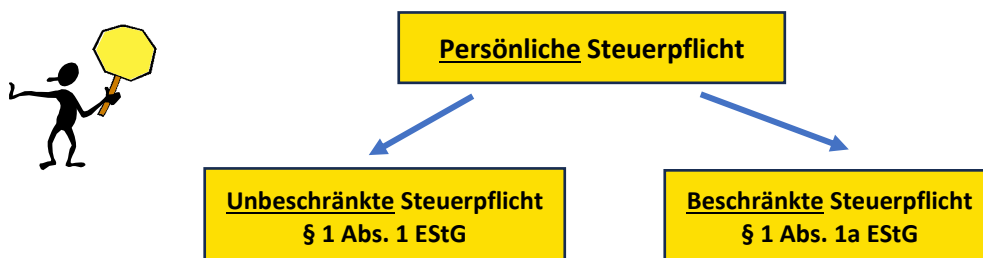 Persönliche Steuerpflicht
Unbeschränkte Steuerpflicht
§ 1 Abs. 1 EStG
Beschränkte Steuerpflicht
§ 1 Abs. 1a EStG